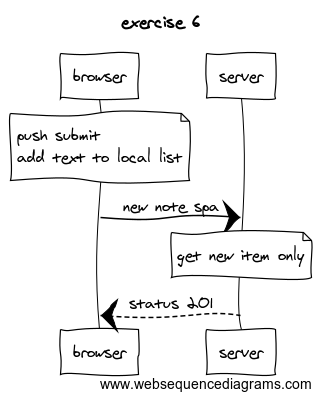 exercise 6
browser
server
push submit
add text to local list
new note spa
get new item only
status 201
browser
server
www.websequencediagrams.com